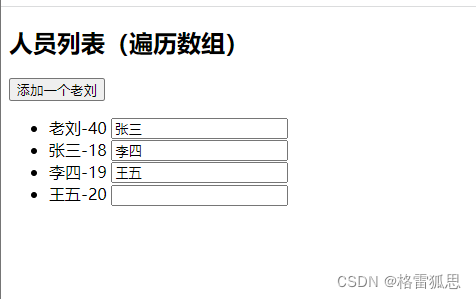 人员列表（遍历数组）
添加一个老刘
老刘-40 张三
张三-18 李四
李四-19 王五
王五-20
CSDN @格雷狐思